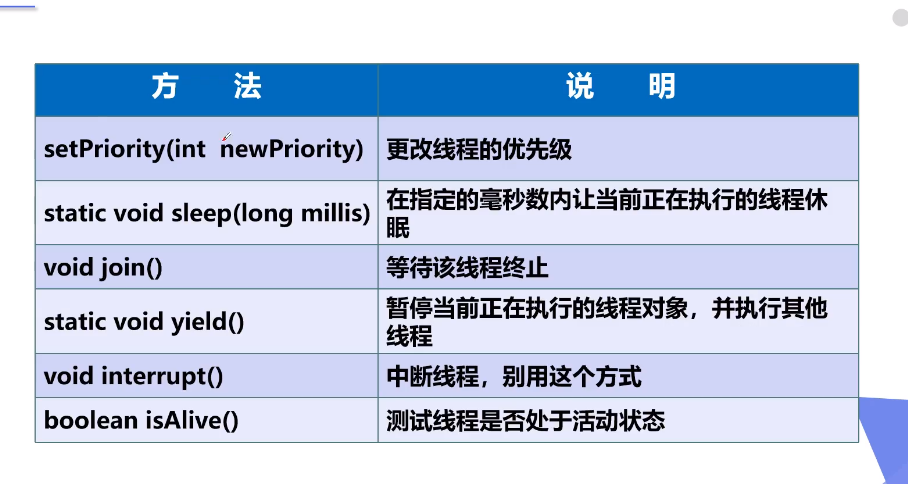 方 法 说 明
setPriority(int newPriority) 更改线程的优先级
static void sleep(long millis) 在指定的毫秒数内让当前正在执行的线程休
眠
void join() 等待该线程终止
static void yield() 暂停当前正在执行的线程对象，并执行其他
线程
void interrupt() 中断线程，别用这个方式
boolean isAlive() 测试线程是否处于活动状态